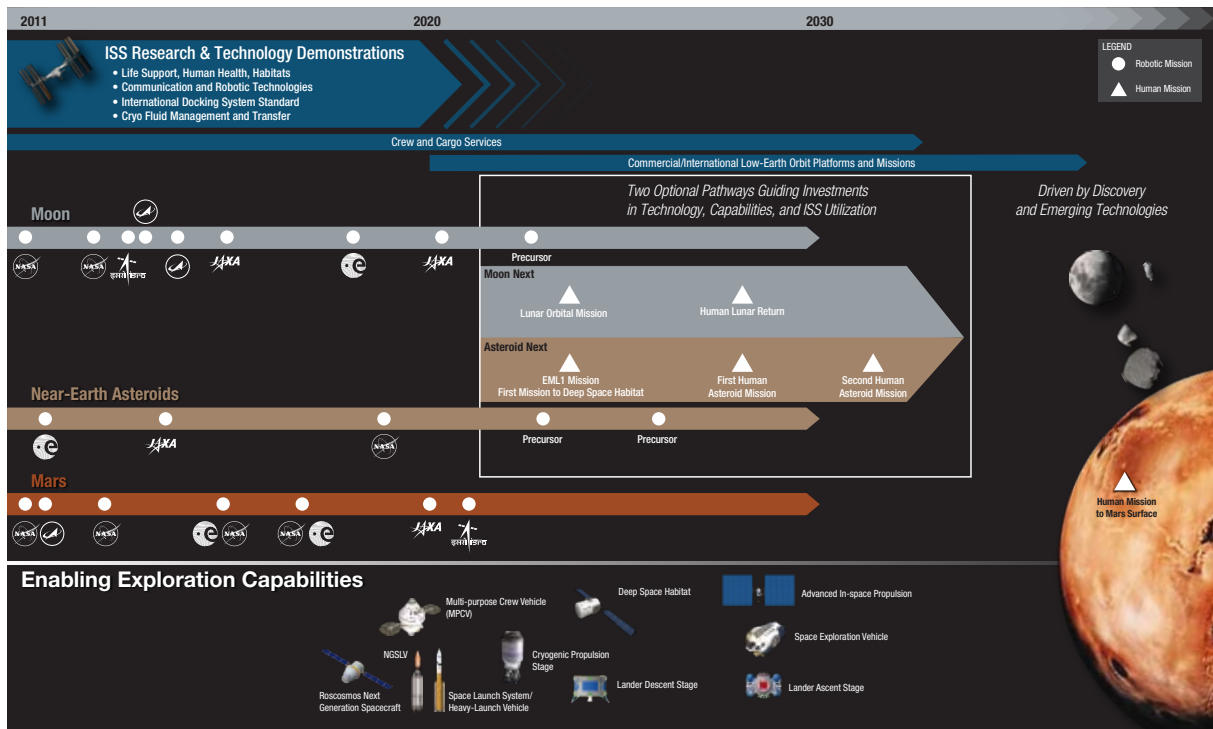 2011
2020
2030
ISS Research & Technology Demonstrations
• Life Support, Human Health, Habitats
• Communication and Robotic Technologies
• International Docking System Standard
• Cryo Fluid Management and Transfer
LEGEND
Robotic Mission
Human Mission
Crew and Cargo Services
Commercial/International Low-Earth Orbit Platforms and Missions
Two Optional Pathways Guiding Investments
in Technology, Capabilities, and ISS Utilization
Driven by Discovery
and Emerging Technologies
Moon
NASA
NASA
इसरो isro
JAXA
e
JAXA
Precursor
Moon Next
Lunar Orbital Mission
Human Lunar Return
Asteroid Next
EML1 Mission
First Mission to Deep Space Habitat
First Human
Asteroid Mission
Second Human
Asteroid Mission
Near-Earth Asteroids
e
JAXA
NASA
Precursor
Precursor
Mars
NASA
NASA
e
NASA
NASA
e
JAXA
इसरो isro
Human Mission
to Mars Surface
Enabling Exploration Capabilities
Multi-purpose Crew Vehicle
(MPCV)
Deep Space Habitat
Advanced In-space Propulsion
NGSLV
Cryogenic Propulsion
Stage
Space Exploration Vehicle
Roscosmos Next
Generation Spacecraft
Space Launch System/
Heavy-Launch Vehicle
Lander Descent Stage
Lander Ascent Stage